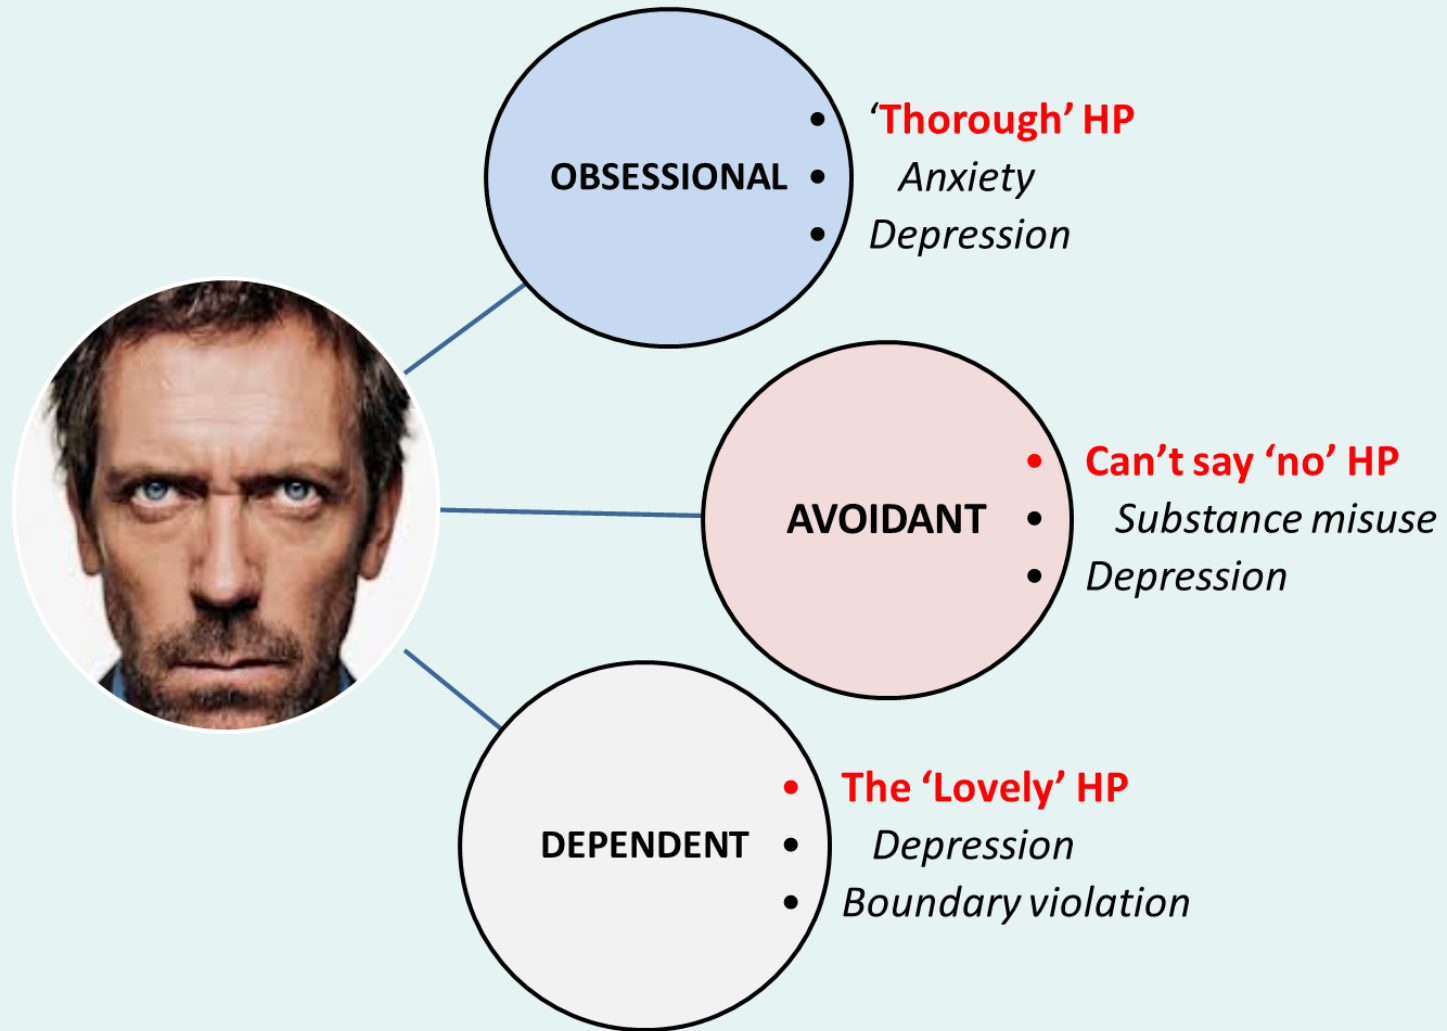 OBSESSIONAL
• ‘Thorough’ HP
• Anxiety
• Depression
AVOIDANT
• Can’t say ‘no’ HP
• Substance misuse
• Depression
DEPENDENT
• The ‘Lovely’ HP
• Depression
• Boundary violation